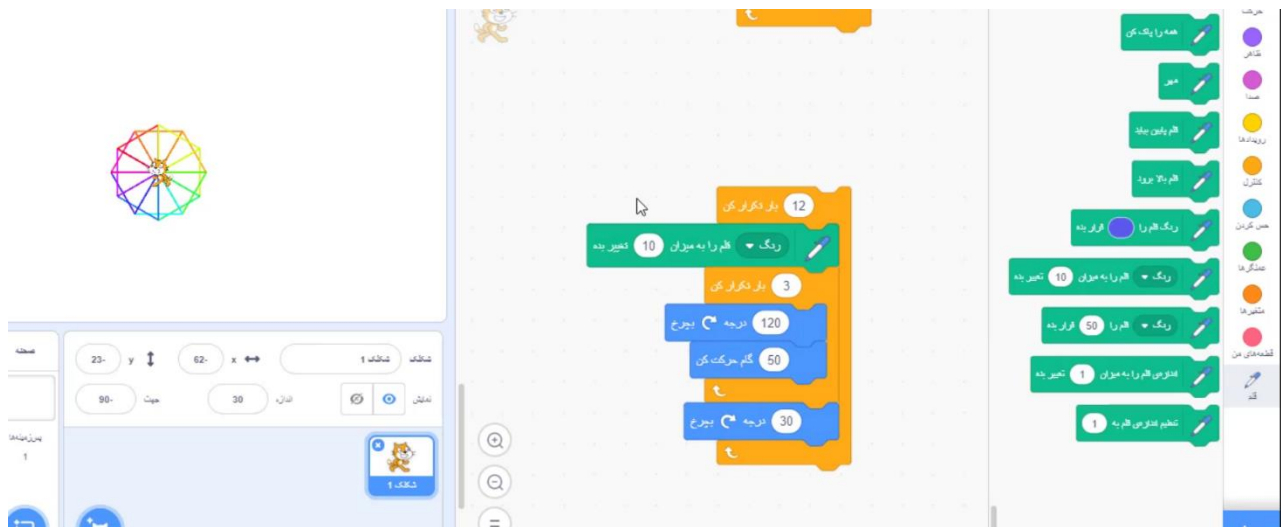 حرکت
ظاهر
صدا
رویدادها
کنترل
حس کردن
عملگرها
متغیرها
قطعه‌های من
قلم
همه را پاک کن
مهر
قلم پایین بیاید
قلم بالا برود
رنگ قلم را قرار بده
رنگ قلم را به میزان 10 تغییر بده
رنگ قلم را 50 قرار بده
اندازه‌ی قلم را به میزان 1 تغییر بده
تنظیم اندازه‌ی قلم به 1
12 بار تکرار کن
رنگ قلم را به میزان 10 تغییر بده
3 بار تکرار کن
120 درجه بچرخ
50 گام حرکت کن
30 درجه بچرخ
شکلک شکلک 1 x -62 y -23
نمایش 30 جهت -90
شکلک 1
صحنه
پس‌زمینه‌ها
1